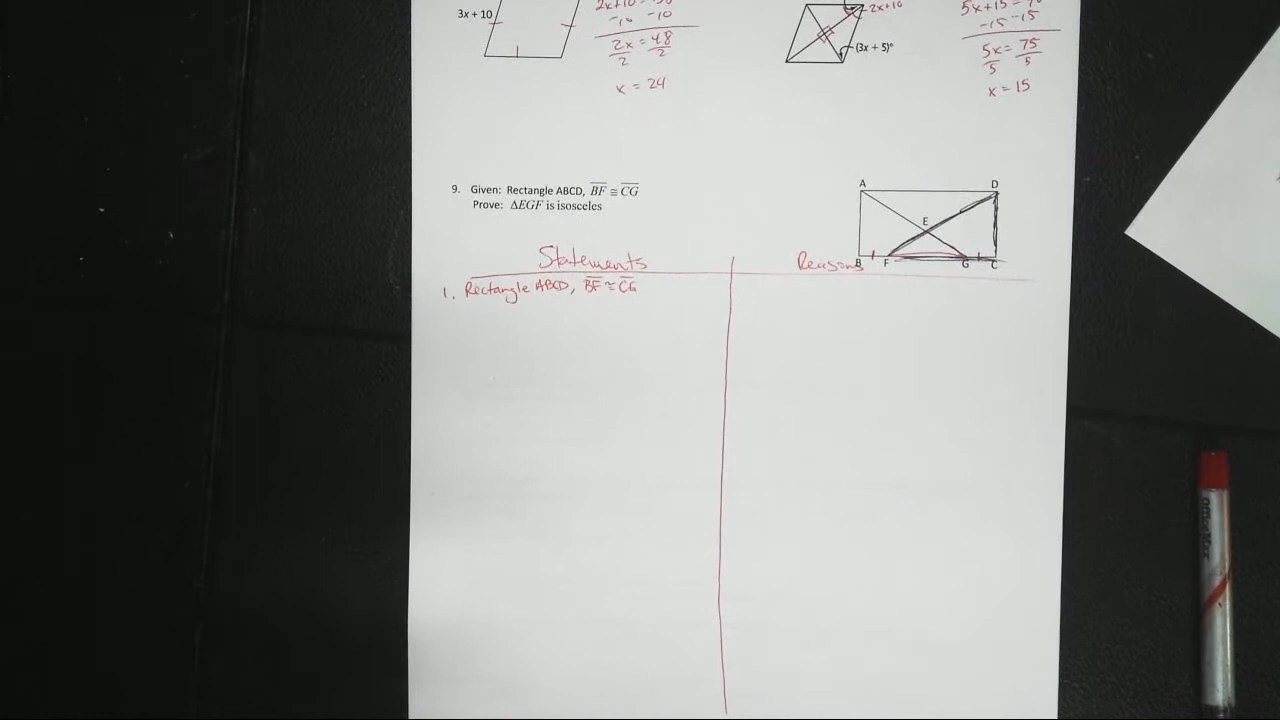 3x + 10
2x+10
-10 -10
2x = 48
2 2
x = 24
2x+10
(3x + 5)°
5x+15
-15 -15
5x = 75
5 5
x = 15
9. Given: Rectangle ABCD, BF ≅ CG
Prove: ΔEGF is isosceles
A D
E
B F G C
Statements Reasons
1. Rectangle ABCD, BF ≅ CG
OfficeMax